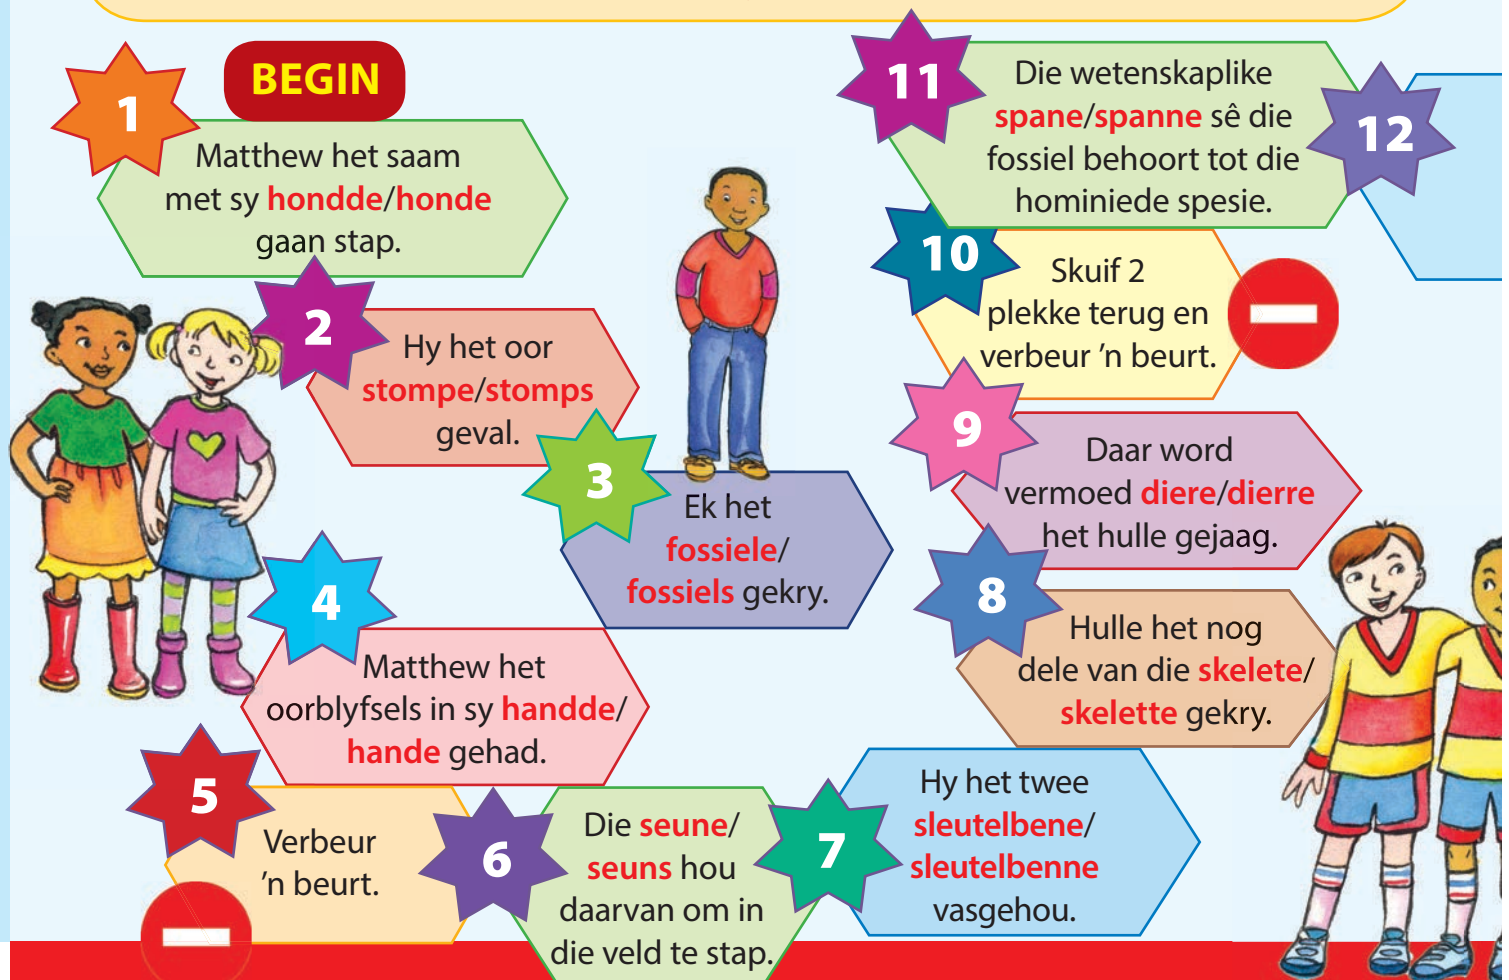 BEGIN
1
Matthew het saam
met sy hondde/honde
gaan stap.
2
Hy het oor
stompe/stomps
geval.
3
Ek het
fossiele/
fossiels gekry.
4
Matthew het
oorblyfsels in sy handde/
hande gehad.
5
Verbeur
'n beurt.
6
Die seune/
seuns hou
daarvan om in
die veld te stap.
7
Hy het twee
sleutelbene/
sleutelbenne
vasgehou.
8
Hulle het nog
dele van die skelete/
skelette gekry.
9
Daar word
vermoed diere/dierre
het hulle gejaag.
10
Skuif 2
plekke terug en
verbeur 'n beurt.
11
Die wetenskaplike
spane/spanne sê die
fossiel behoort tot die
hominiede spesie.
12